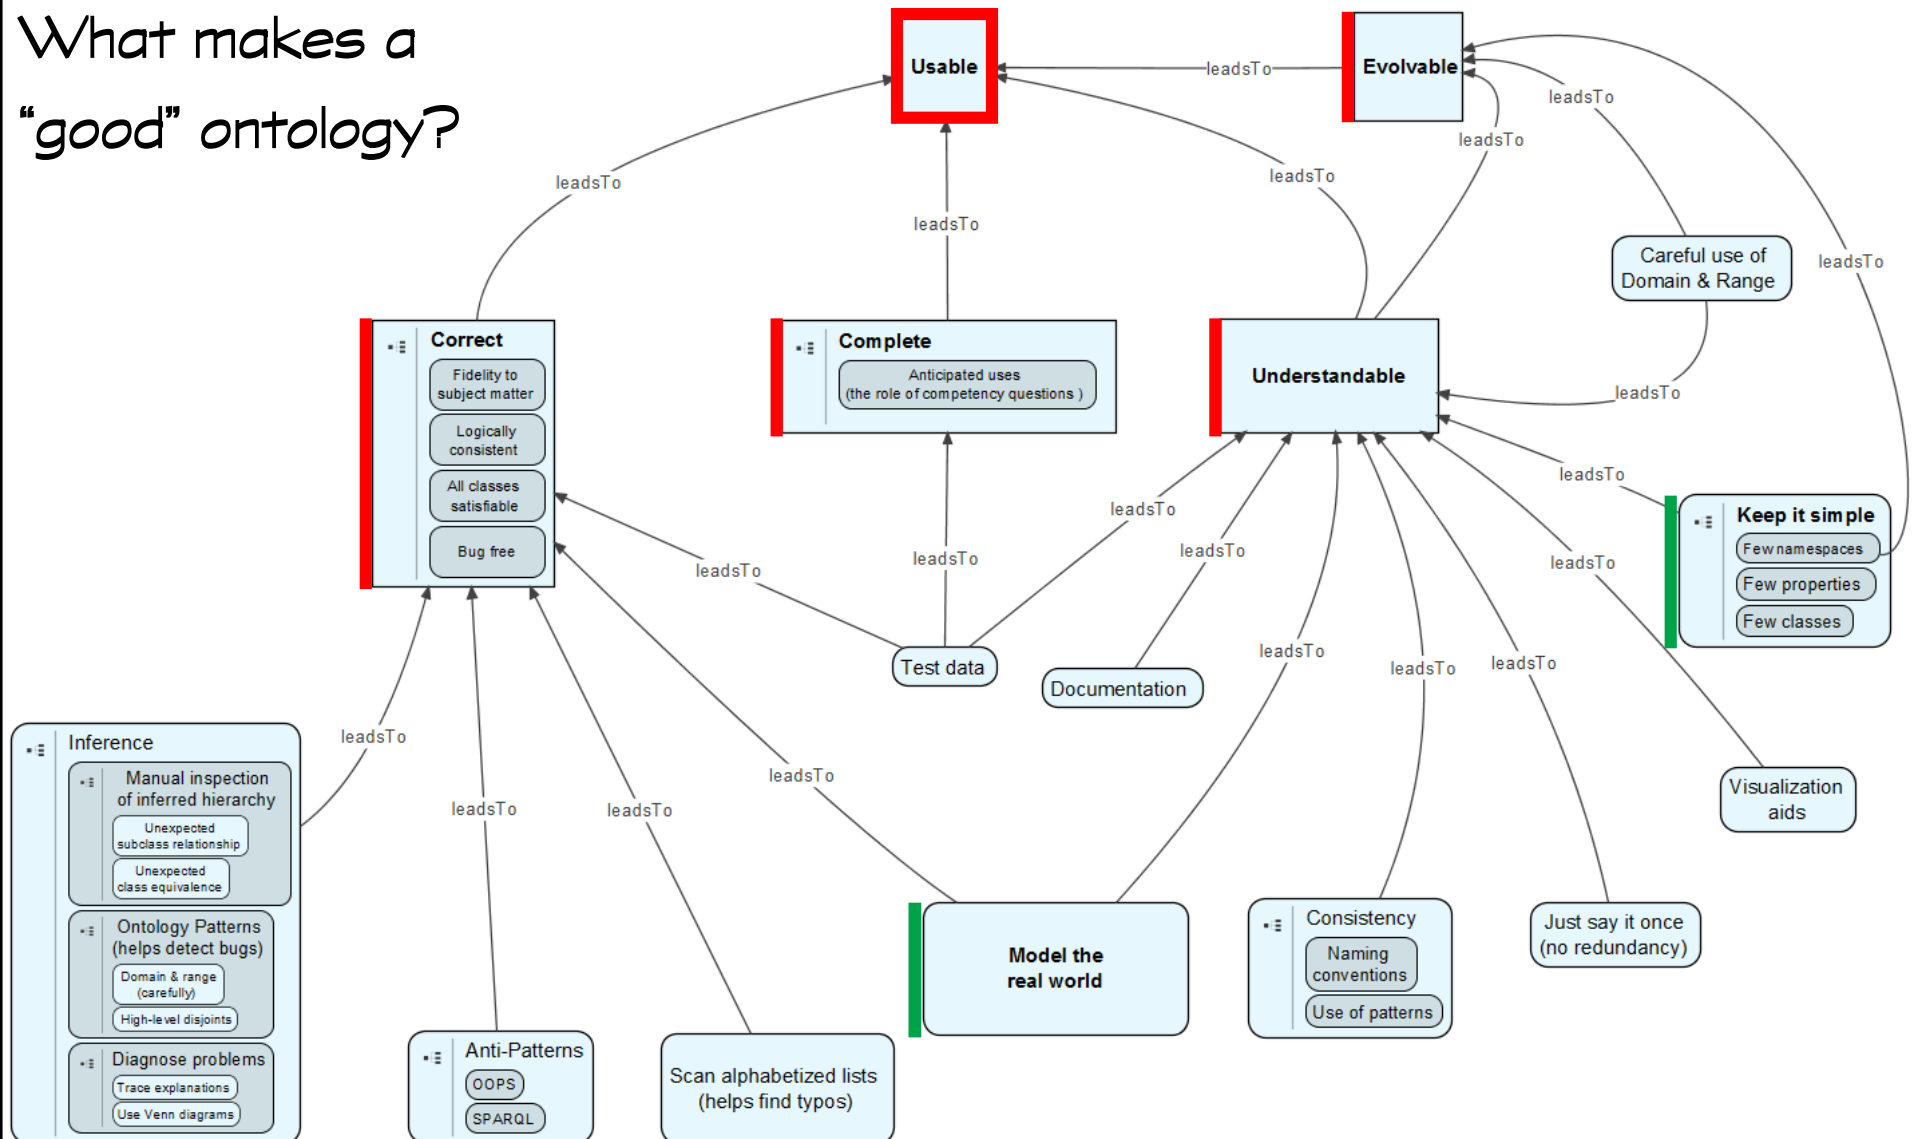 What makes a
“good” ontology?
Usable
leadsTo
Evolvable
leadsTo
leadsTo
leadsTo
leadsTo
leadsTo
leadsTo
Careful use of
Domain & Range
leadsTo
Correct
Fidelity to
subject matter
Logically
consistent
All classes
satisfiable
Bug free
Complete
Anticipated uses
(the role of competency questions )
Understandable
leadsTo
leadsTo
Keep it simple
Few namespaces
Few properties
Few classes
leadsTo
leadsTo
leadsTo
leadsTo
leadsTo
leadsTo
leadsTo
leadsTo
Test data
Documentation
leadsTo
leadsTo
leadsTo
leadsTo
Visualization
aids
Inference
Manual inspection
of inferred hierarchy
Unexpected
subclass relationship
Unexpected
class equivalence
Ontology Patterns
(helps detect bugs)
Domain & range
(carefully)
High-level disjoints
Diagnose problems
Trace explanations
Use Venn diagrams
Anti-Patterns
OOPS
SPARQL
Scan alphabetized lists
(helps find typos)
Model the
real world
Consistency
Naming
conventions
Use of patterns
Just say it once
(no redundancy)